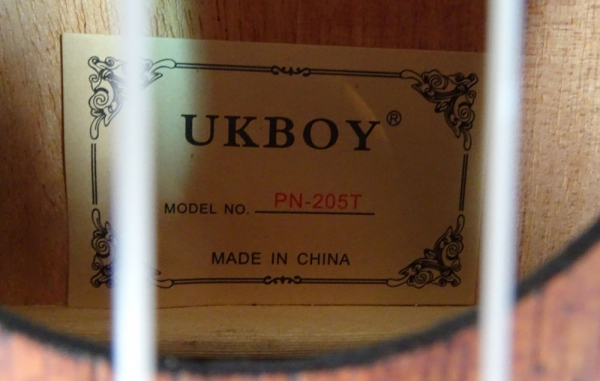 UKBOY®
MODEL NO. PN-205T
MADE IN CHINA